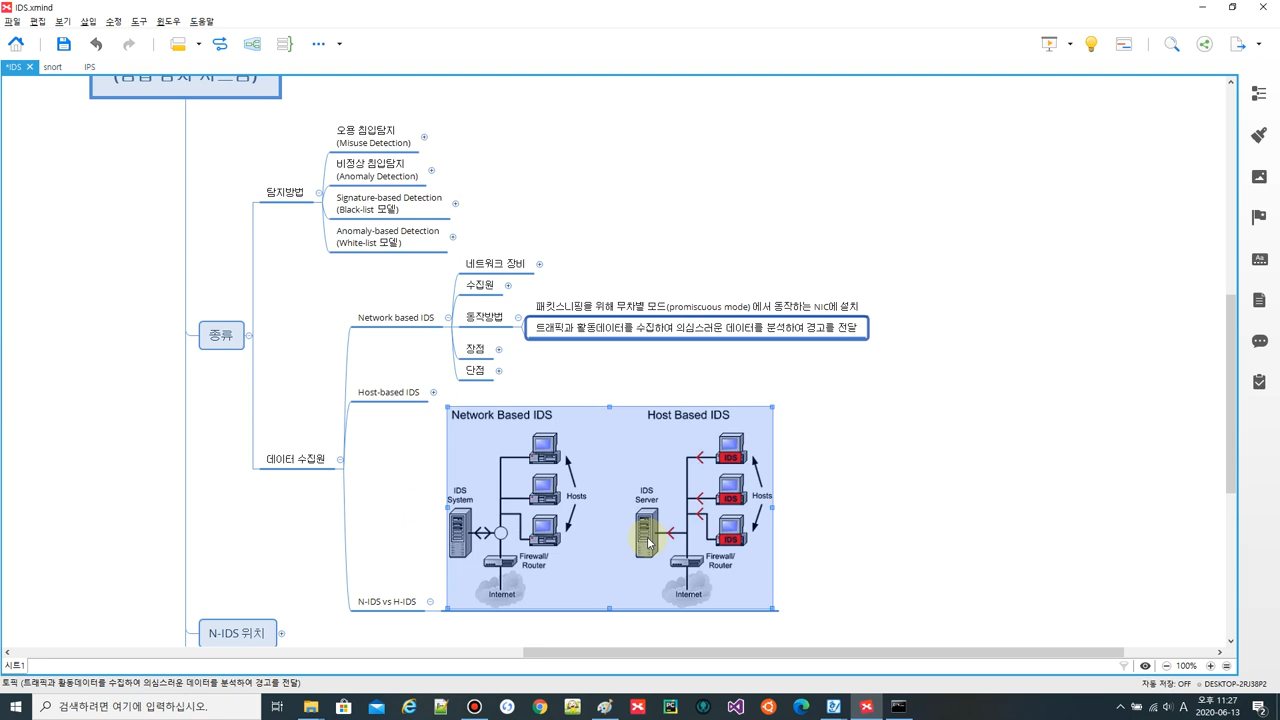 IDS.xmind
파일 편집 보기 삽입 수정 도구 윈도우 도움말
*IDS
snort
IPS
오용 침입탐지
(Misuse Detection)
비정상 침입탐지
(Anomaly Detection)
탐지방법
Signature-based Detection
(Black-list 모델)
Anomaly-based Detection
(White-list 모델)
네트워크 장비
수집원
패킷스니핑을 위해 무차별 모드(promiscuous mode) 에서 동작하는 NIC에 설치
Network based IDS
동작방법
트래픽과 활동데이터를 수집하여 의심스러운 데이터를 분석하여 경고를 전달
종류
장점
단점
Host-based IDS
Network Based IDS
Host Based IDS
데이터 수집원
IDS
System
Hosts
Firewall/
Router
Internet
IDS
Server
IDS
IDS
IDS
Hosts
Firewall/
Router
Internet
N-IDS vs H-IDS
N-IDS 위치
시트1
100%
토픽 (트래픽과 활동데이터를 수집하여 의심스러운 데이터를 분석하여 경고를 전달)
자동 저장: OFF
DESKTOP-2RJ38P2
검색하려면 여기에 입력하십시오.
A
오후 11:27
2020-06-13
2